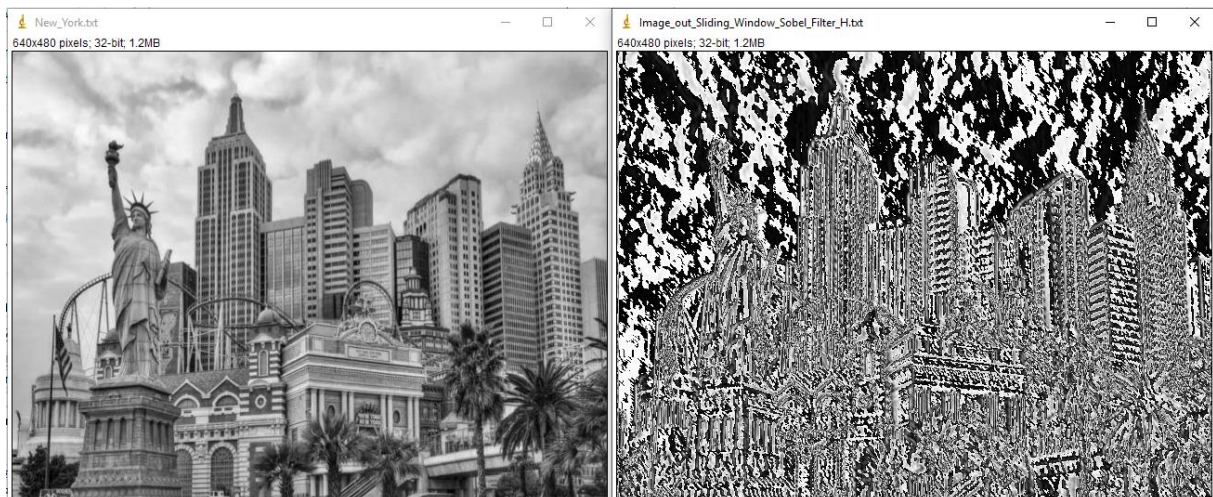 New_York.txt
640x480 pixels; 32-bit; 1.2MB
Image_out_Sliding_Window_Sobel_Filter_H.txt
640x480 pixels; 32-bit; 1.2MB